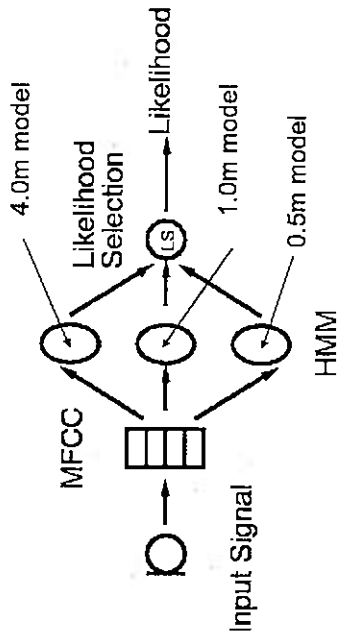 Input Signal
MFCC
HMM
4.0m model
1.0m model
0.5m model
Likelihood
Selection
LS
Likelihood